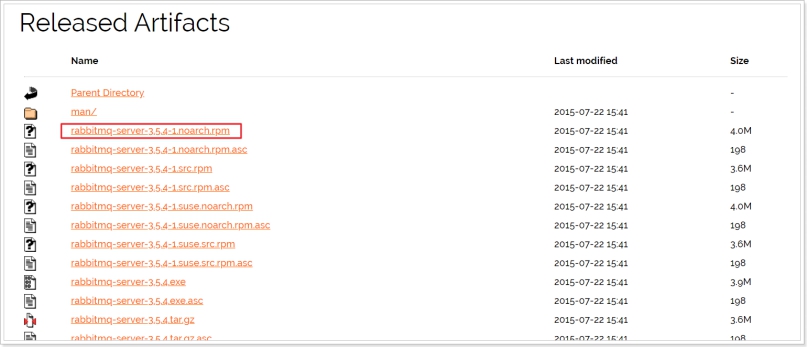 Released Artifacts
Name Last modified Size
Parent Directory -
man/ 2015-07-22 15:41 -
rabbitmq-server-3.5.4-1.noarch.rpm 2015-07-22 15:41 4.0M
rabbitmq-server-3.5.4-1.noarch.rpm.asc 2015-07-22 15:41 198
rabbitmq-server-3.5.4-1.src.rpm 2015-07-22 15:41 3.6M
rabbitmq-server-3.5.4-1.src.rpm.asc 2015-07-22 15:41 198
rabbitmq-server-3.5.4-1.suse.noarch.rpm 2015-07-22 15:41 4.0M
rabbitmq-server-3.5.4-1.suse.noarch.rpm.asc 2015-07-22 15:41 198
rabbitmq-server-3.5.4-1.suse.src.rpm 2015-07-22 15:41 3.6M
rabbitmq-server-3.5.4-1.suse.src.rpm.asc 2015-07-22 15:41 198
rabbitmq-server-3.5.4.exe 2015-07-22 15:41 3.9M
rabbitmq-server-3.5.4.exe.asc 2015-07-22 15:41 198
rabbitmq-server-3.5.4.tar.gz 2015-07-22 15:41 3.6M
rabbitmq-server-3.5.4.tar.gz.asc 2015-07-22 15:41 198